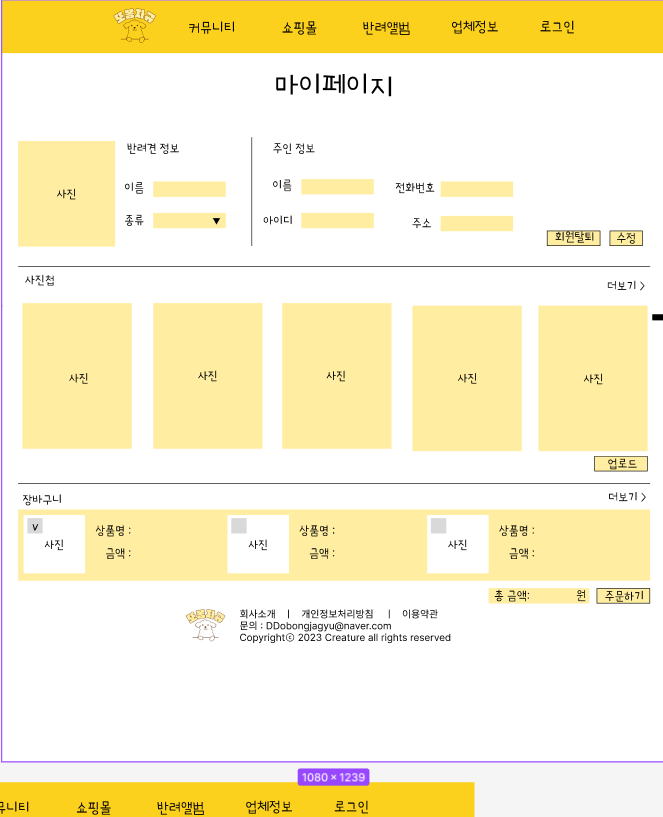 또봉자규
커뮤니티 쇼핑몰 반려앨범 업체정보 로그인
마이페이지
반려견 정보 주인 정보
사진 이름 이름 전화번호
종류 ▼ 아이디 주소
회원탈퇴 수정
사진첩
더보기 >
사진 사진 사진 사진 사진
업로드
장바구니 더보기 >
v 사진 상품명 : 사진 상품명 : 사진 상품명 :
금액 : 금액 : 금액 :
총 금액: 원 주문하기
또봉자규
회사소개 | 개인정보처리방침 | 이용약관
문의 : DDobongjagyu@naver.com
Copyrightⓒ 2023 Creature all rights reserved
1080 × 1239
뮤니티 쇼핑몰 반려앨범 업체정보 로그인